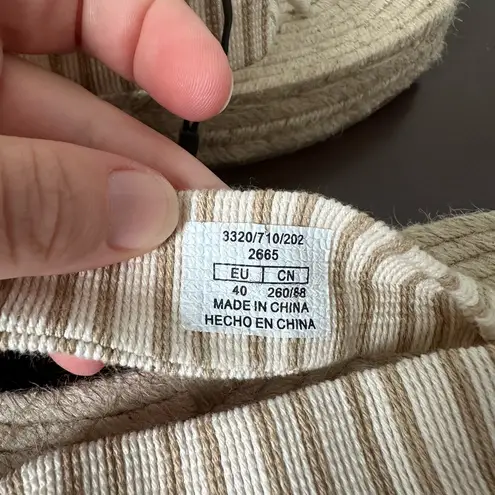 3320/710/202
2665
EU CN
40 260/88
MADE IN CHINA
HECHO EN CHINA